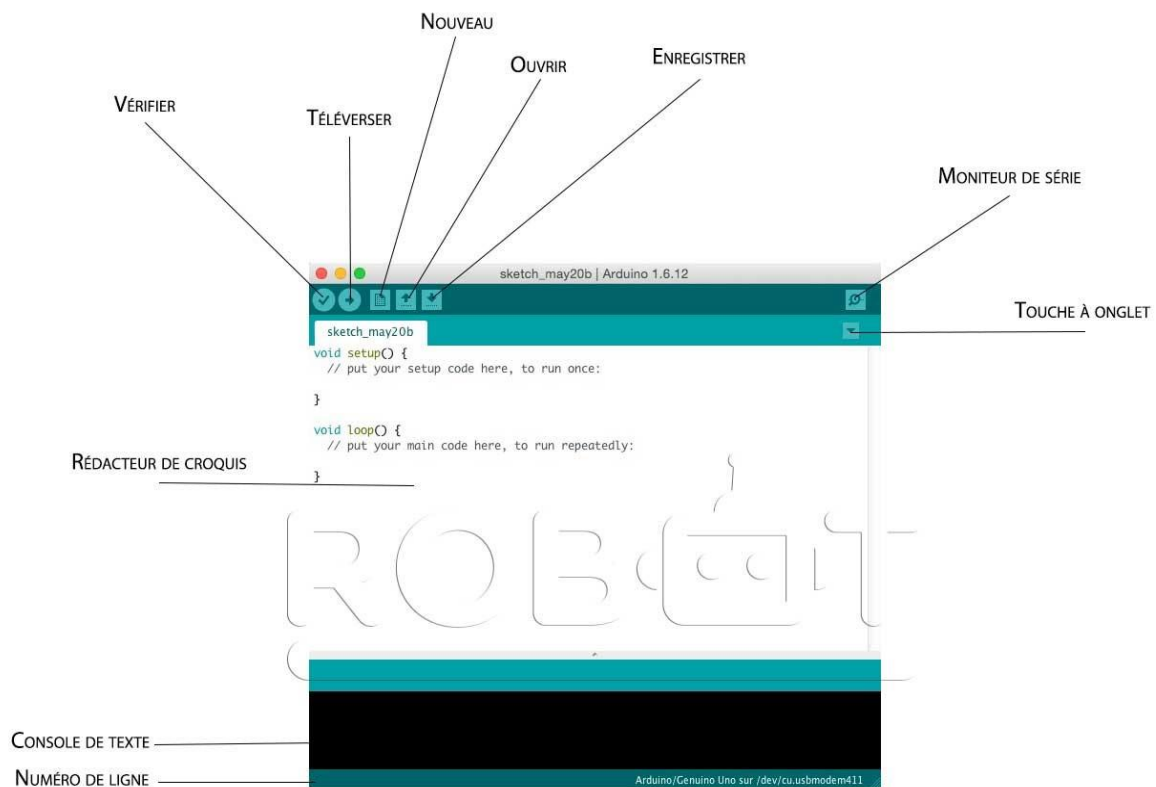 NOUVEAU
OUVRIR
ENREGISTRER
VÉRIFIER
TÉLÉVERSER
MONITEUR DE SÉRIE
sketch_may20b | Arduino 1.6.12
TOUCHE À ONGLET
sketch_may20b
void setup() {
// put your setup code here, to run once:
}
void loop() {
// put your main code here, to run repeatedly:
}
RÉDACTEUR DE CROQUIS
ROBOT
CONSOLE DE TEXTE
NUMÉRO DE LIGNE
Arduino/Genuino Uno sur /dev/cu.usbmodem411